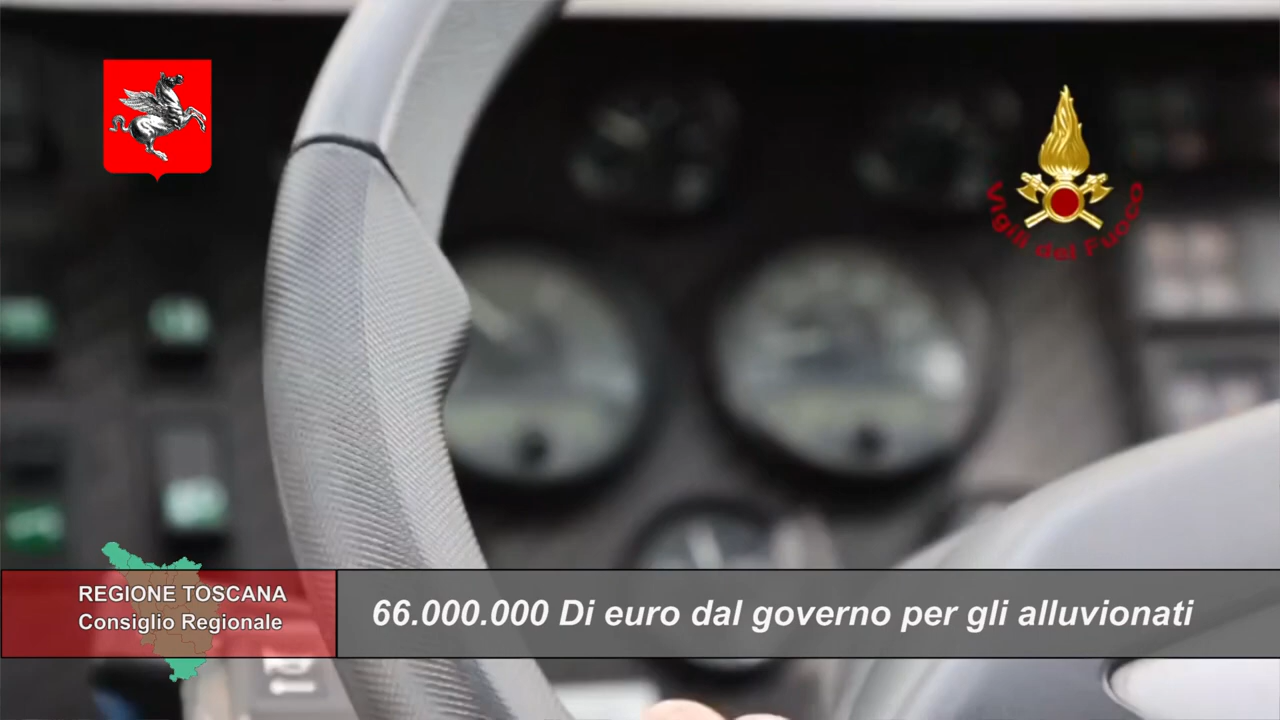 Vigili del Fuoco
REGIONE TOSCANA
Consiglio Regionale
66.000.000 Di euro dal governo per gli alluvionati